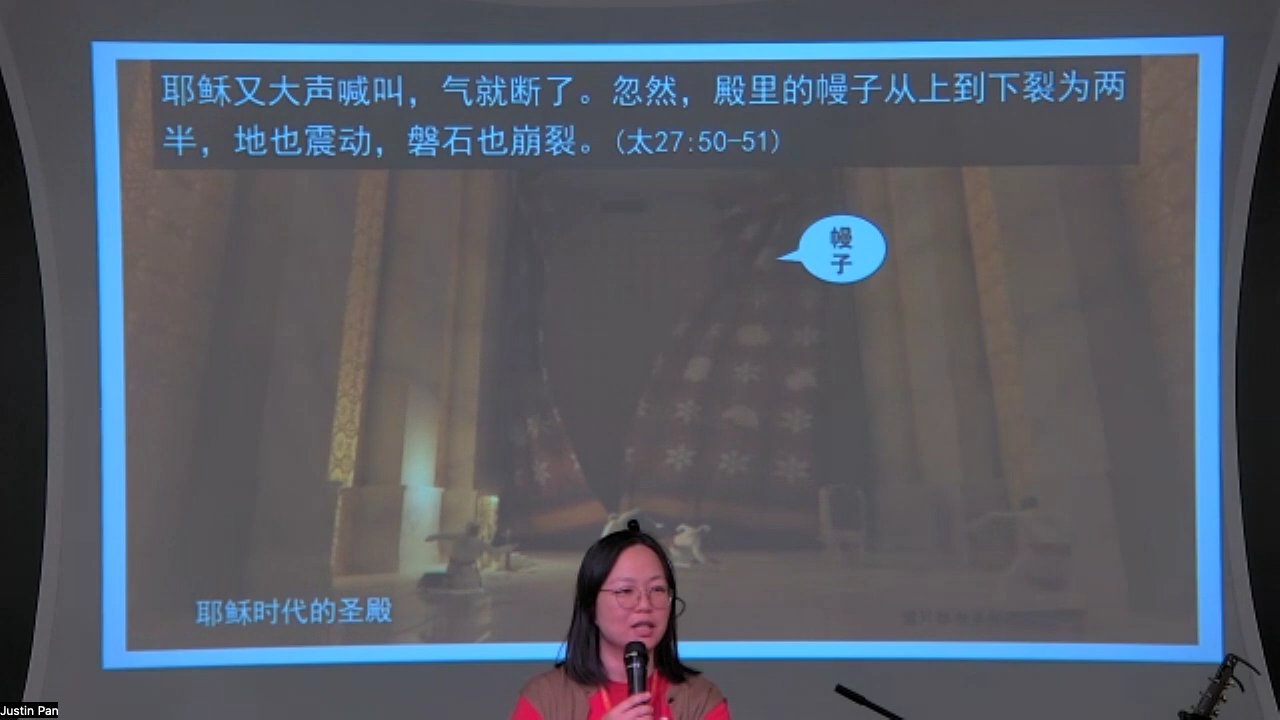 耶稣又大声喊叫，气就断了。忽然，殿里的幔子从上到下裂为两
半，地也震动，磐石也崩裂。(太27:50-51)
幔
子
耶稣时代的圣殿
Justin Pan